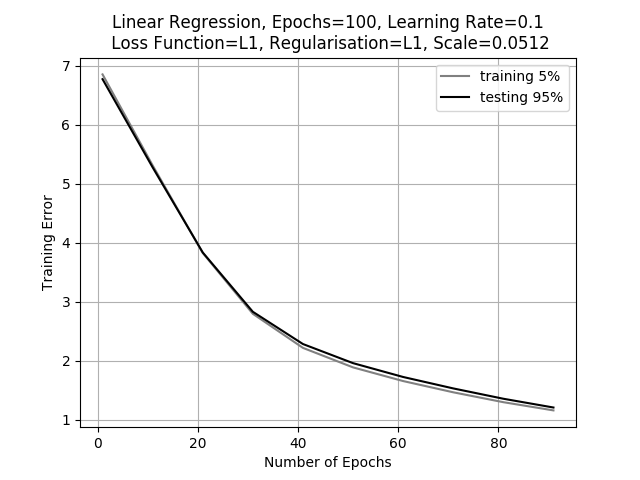 Linear Regression, Epochs=100, Learning Rate=0.1
Loss Function=L1, Regularisation=L1, Scale=0.0512
training 5%
testing 95%
Training Error
7
6
5
4
3
2
1
0
20
40
60
80
Number of Epochs